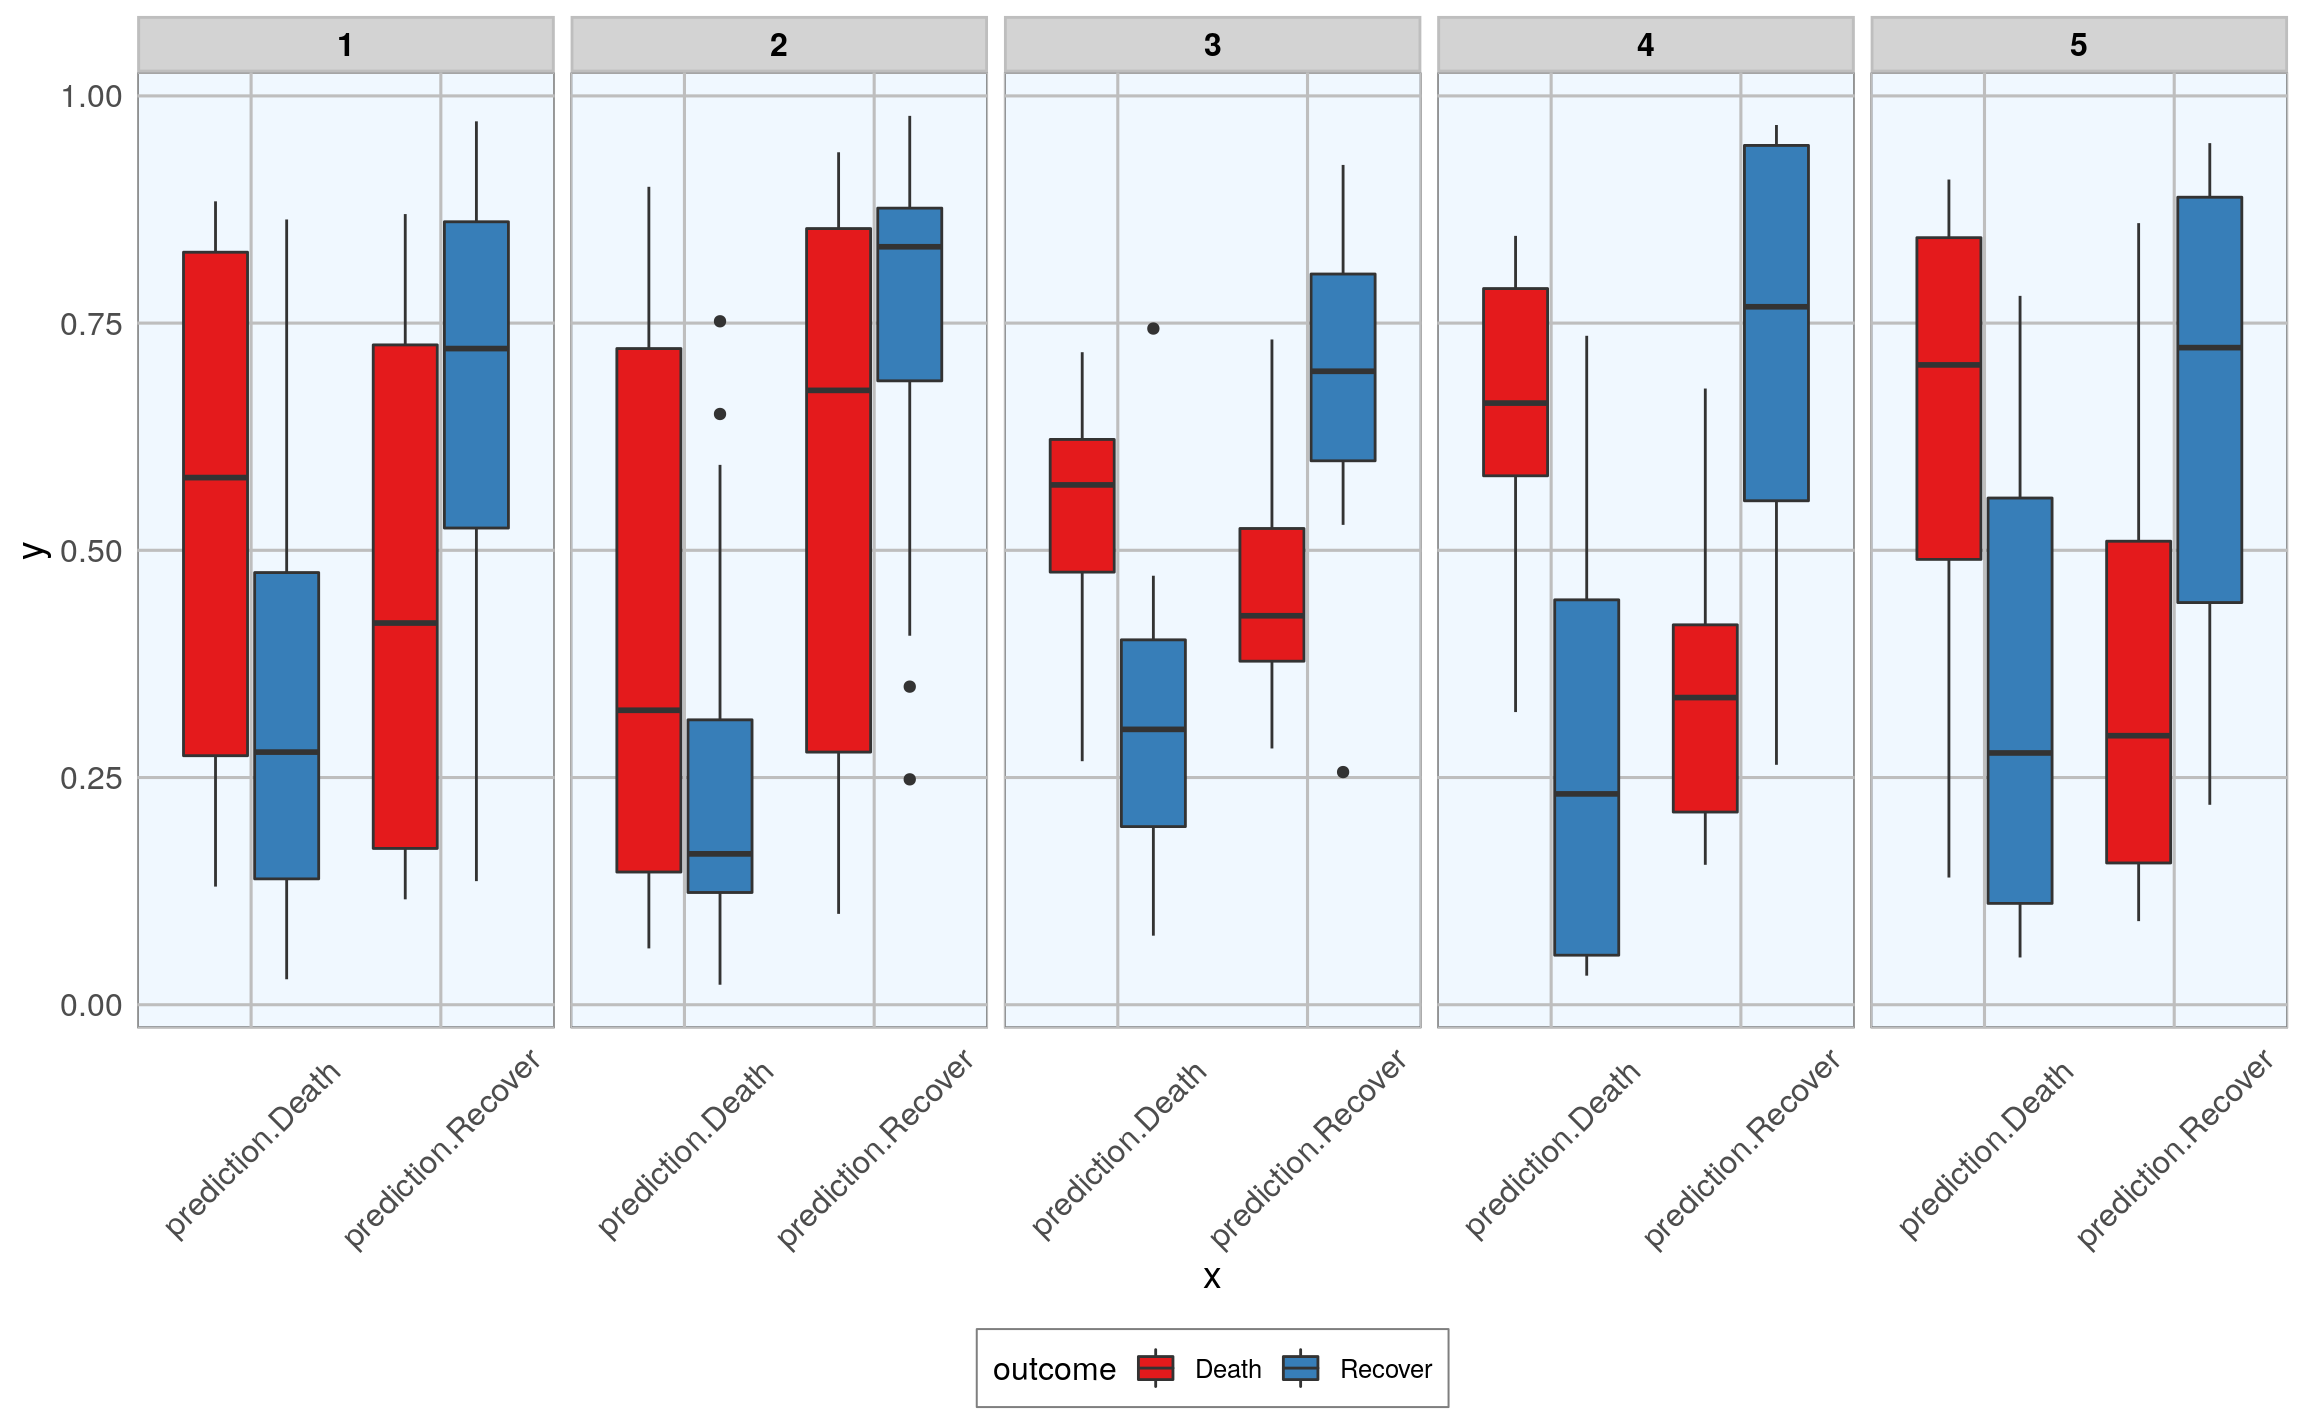 1 2 3 4 5
y
1.00
0.75
0.50
0.25
0.00
prediction.Death prediction.Recover prediction.Death prediction.Recover prediction.Death prediction.Recover prediction.Death prediction.Recover prediction.Death prediction.Recover
x
outcome Death Recover